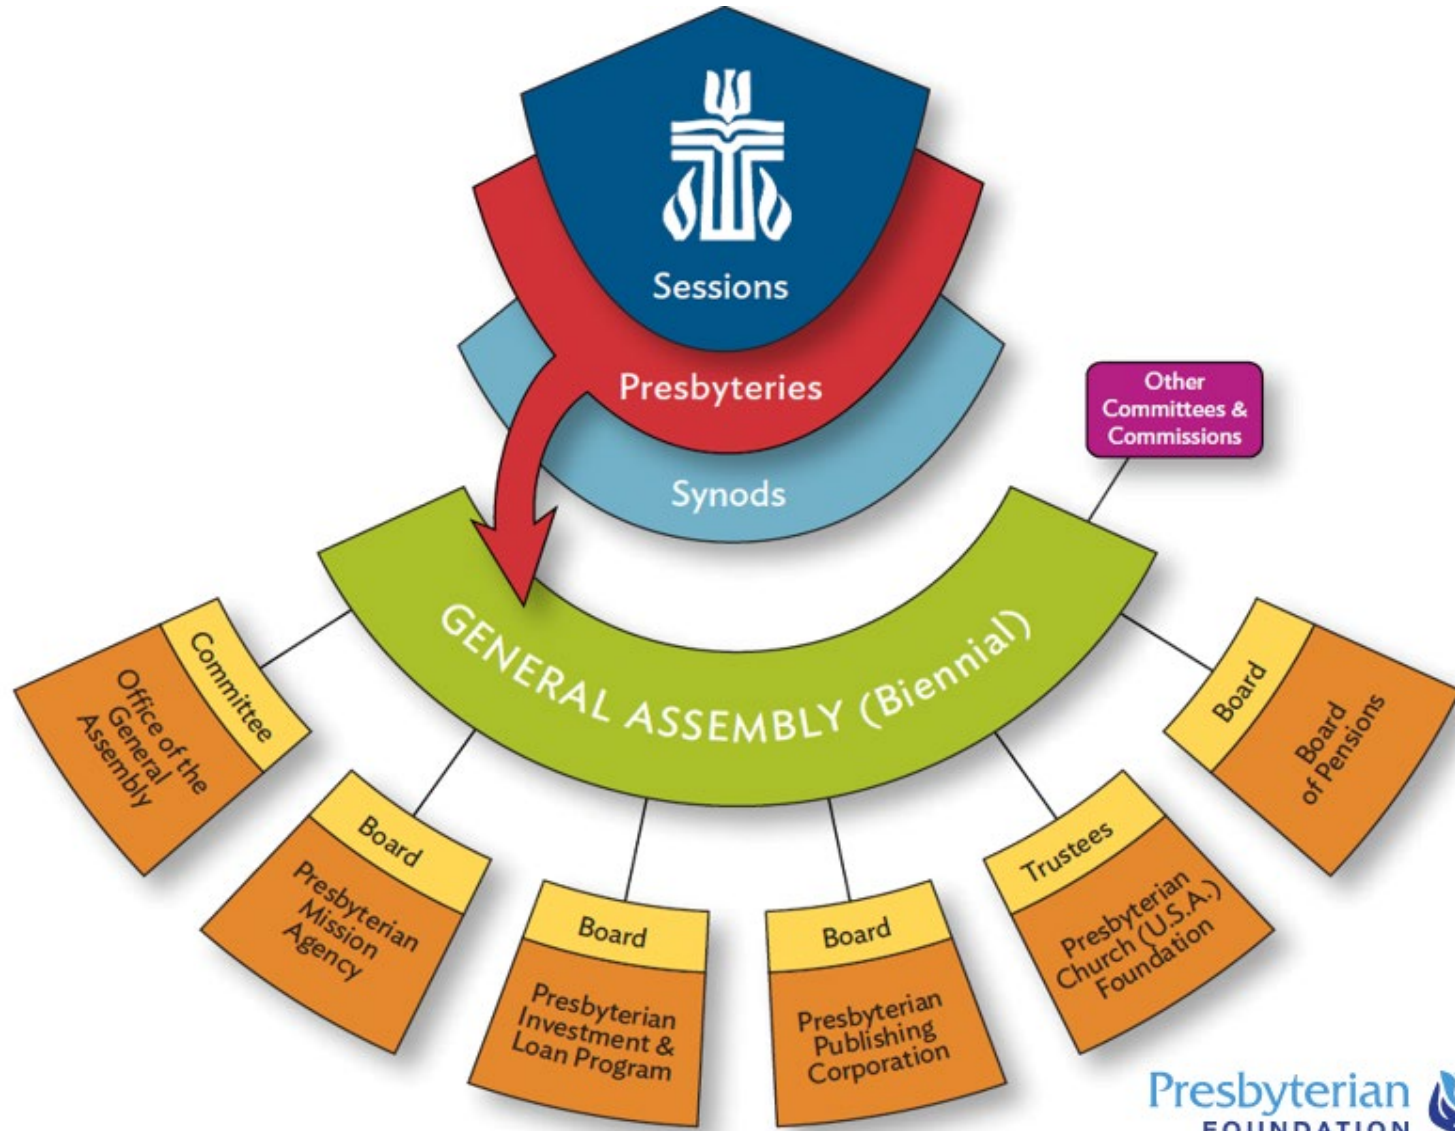 Sessions
Presbyteries
Synods
Other
Committees &
Commissions
GENERAL ASSEMBLY (Biennial)
Committee
Office of the
General
Assembly
Board
Presbyterian
Mission
Agency
Board
Presbyterian
Investment &
Loan Program
Board
Presbyterian
Publishing
Corporation
Trustees
Presbyterian
Church (U.S.A.)
Foundation
Board
Board
of Pensions
Presbyterian
FOUNDATION